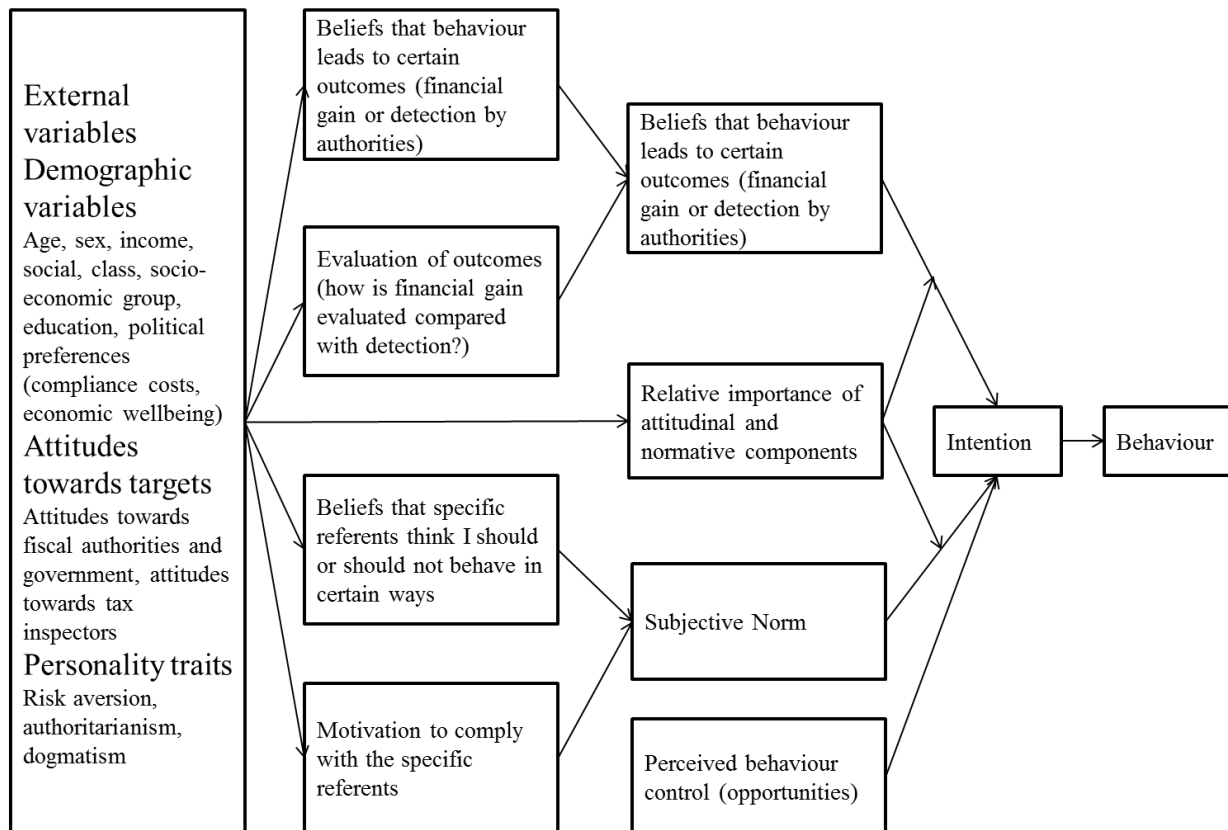 External
variables
Demographic
variables
Age, sex, income,
social, class, socio-
economic group,
education, political
preferences
(compliance costs,
economic wellbeing)
Attitudes
towards targets
Attitudes towards
fiscal authorities and
government, attitudes
towards tax
inspectors
Personality traits
Risk aversion,
authoritarianism,
dogmatism
Beliefs that behaviour
leads to certain
outcomes (financial
gain or detection by
authorities)
Evaluation of outcomes
(how is financial gain
evaluated compared
with detection?)
Beliefs that specific
referents think I should
or should not behave in
certain ways
Motivation to comply
with the specific
referents
Beliefs that behaviour
leads to certain
outcomes (financial
gain or detection by
authorities)
Relative importance of
attitudinal and
normative components
Subjective Norm
Perceived behaviour
control (opportunities)
Intention
Behaviour